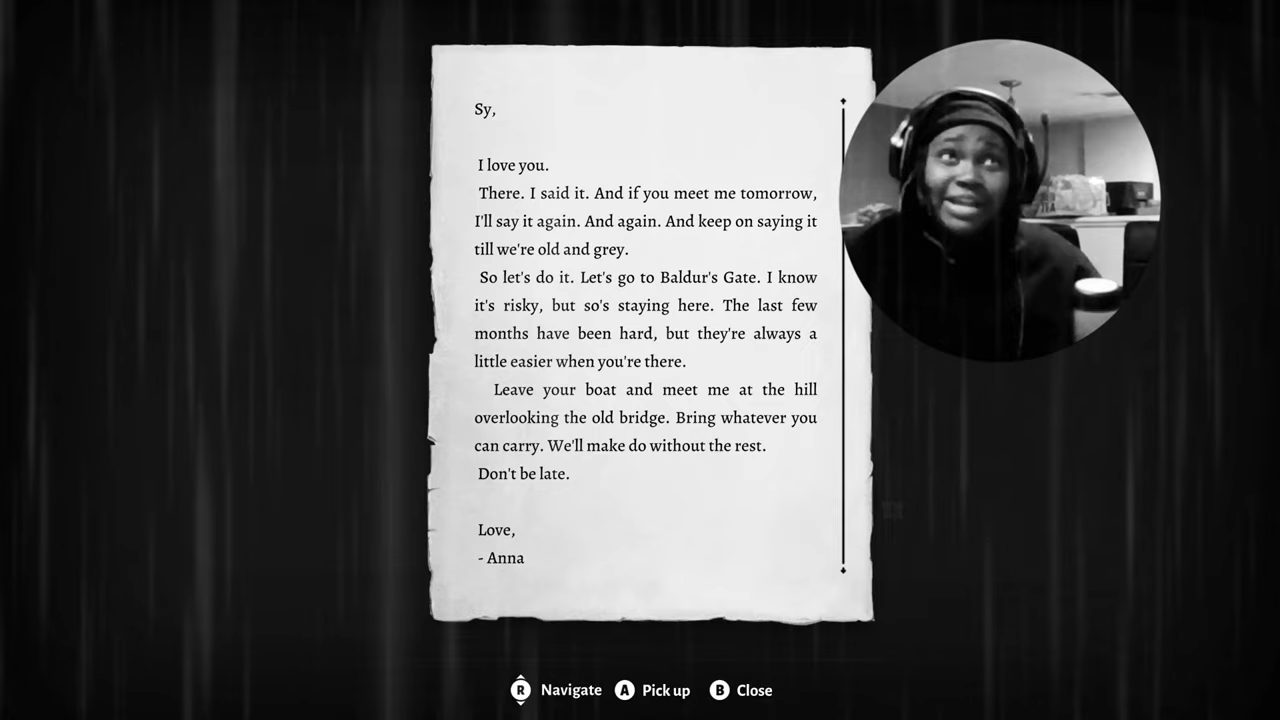 Sy,
I love you.
There. I said it. And if you meet me tomorrow,
I'll say it again. And again. And keep on saying it
till we're old and grey.
So let's do it. Let's go to Baldur's Gate. I know
it's risky, but so's staying here. The last few
months have been hard, but they're always a
little easier when you're there.
Leave your boat and meet me at the hill
overlooking the old bridge. Bring whatever you
can carry. We'll make do without the rest.
Don't be late.
Love,
- Anna
R Navigate A Pick up B Close